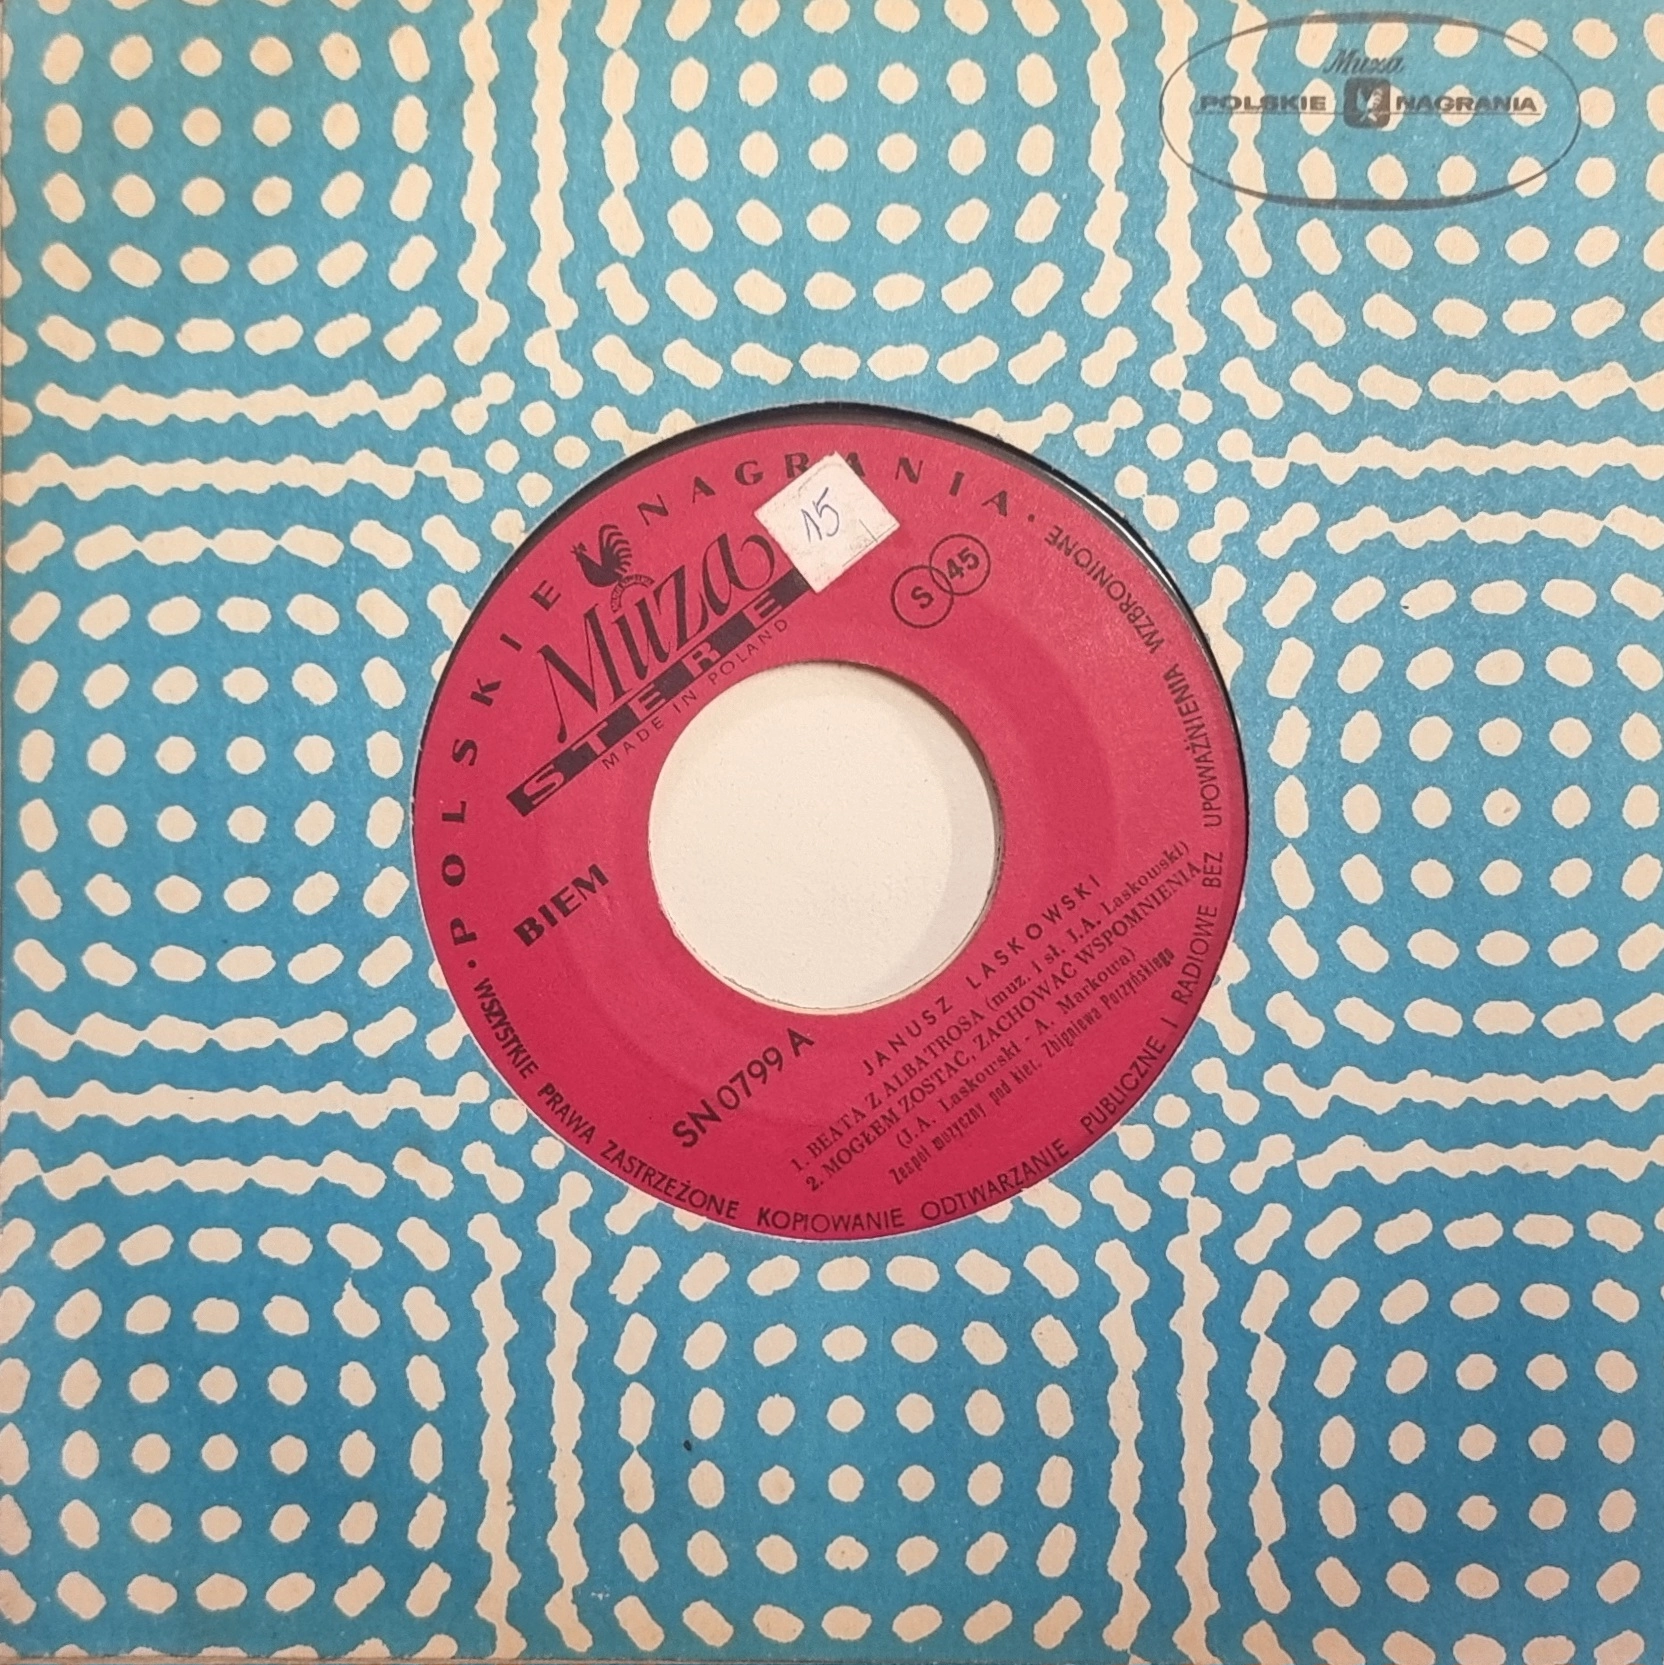 Muza
POLSKIE NAGRANIA
• POLSKIE NAGRANIA •
WSZYSTKIE PRAWA ZASTRZEŻONE KOPIOWANIE ODTWARZANIE PUBLICZNE I RADIOWE BEZ UPOWAŻNIENIA WZBRONIONE
15
Muza
STERE
MADE IN POLAND
S 45
BIEM
SN 0799 A
JANUSZ LASKOWSKI
1. BEATA Z ALBATROSA (muz. i sł. J.A. Laskowski)
2. MOGŁEM ZOSTAĆ, ZACHOWAĆ WSPOMNIENIA
(J. A. Laskowski - A. Markowa)
Zespół muzyczny pod kier. Zbigniewa Porzyńskiego